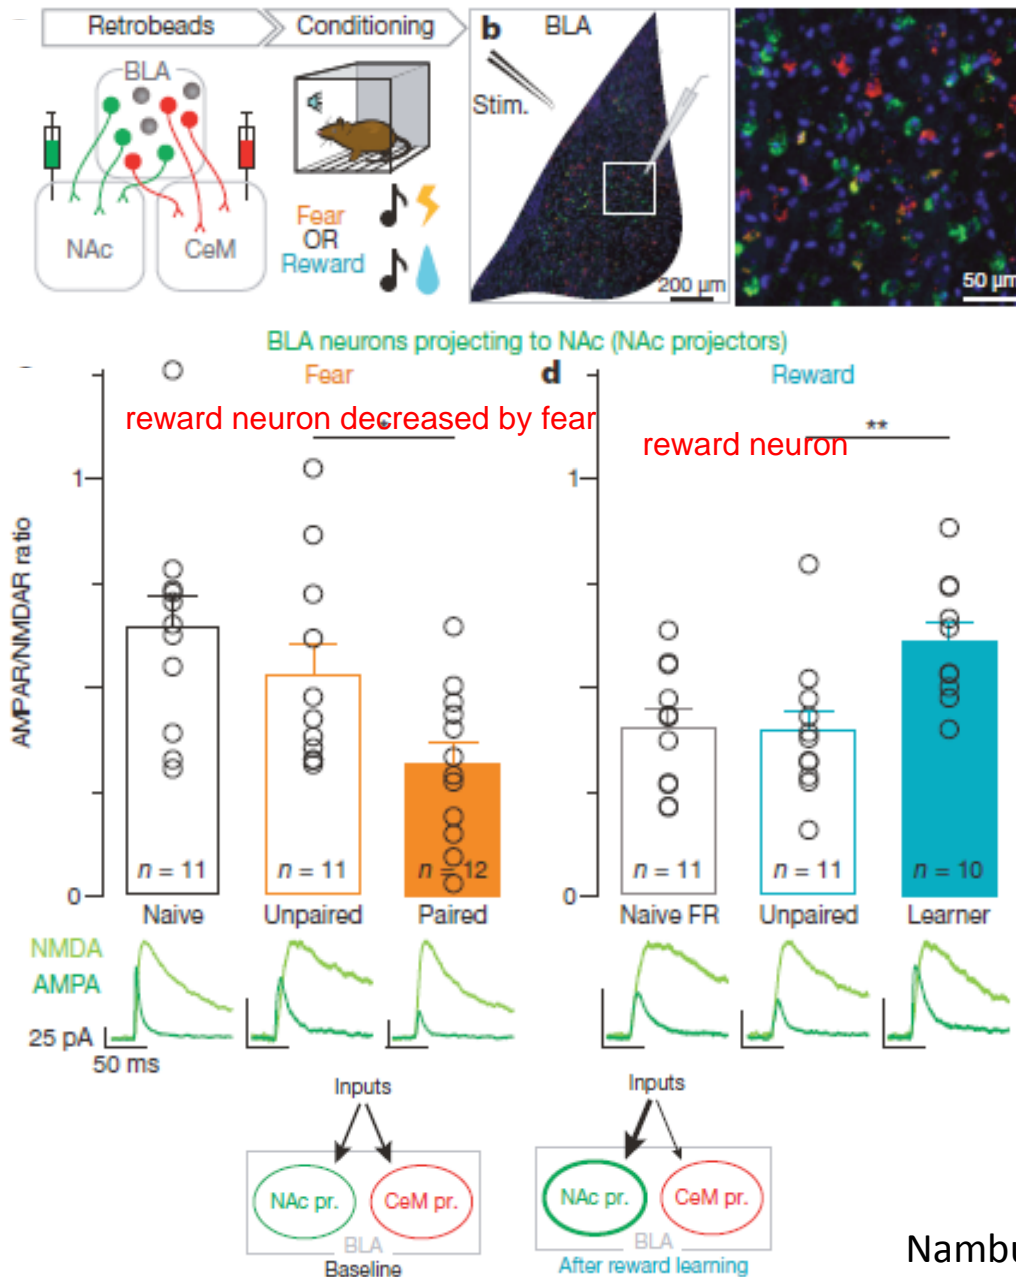 Retrobeads
Conditioning
BLA
NAc
CeM
Fear
OR
Reward
b
BLA
Stim.
200 μm
50 μm
BLA neurons projecting to NAc (NAc projectors)
Fear
d
Reward
reward neuron decreased by fear
*
reward neuron
**
AMPAR/NMDAR ratio
1
0
n = 11
n = 11
n = 12
Naive
Unpaired
Paired
1
0
n = 11
n = 11
n = 10
Naive FR
Unpaired
Learner
NMDA
AMPA
25 pA
50 ms
Inputs
NAc pr.
CeM pr.
BLA
Baseline
Inputs
NAc pr.
CeM pr.
BLA
After reward learning
Nambu